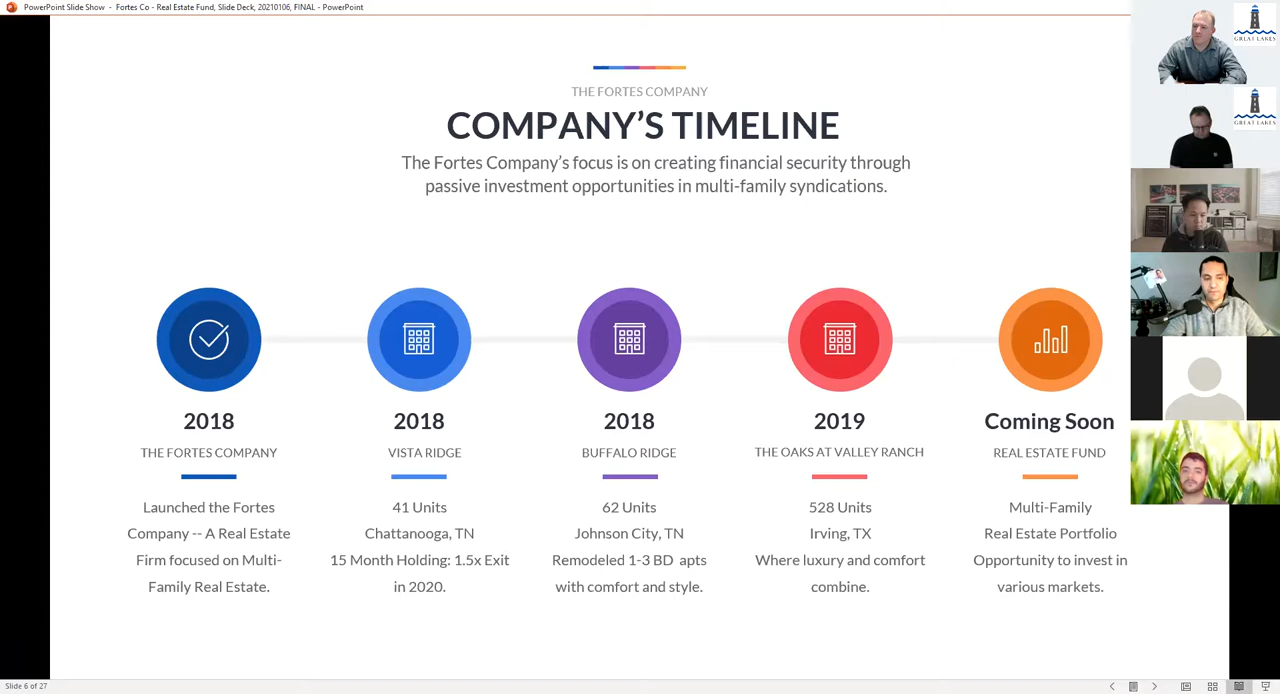 PowerPoint Slide Show - Fortes Co - Real Estate Fund, Slide Deck, 20210106, FINAL - PowerPoint
GREAT LAKES
GREAT LAKES
THE FORTES COMPANY
COMPANY’S TIMELINE
The Fortes Company’s focus is on creating financial security through
passive investment opportunities in multi-family syndications.
2018
THE FORTES COMPANY
Launched the Fortes
Company -- A Real Estate
Firm focused on Multi-
Family Real Estate.
2018
VISTA RIDGE
41 Units
Chattanooga, TN
15 Month Holding: 1.5x Exit
in 2020.
2018
BUFFALO RIDGE
62 Units
Johnson City, TN
Remodeled 1-3 BD apts
with comfort and style.
2019
THE OAKS AT VALLEY RANCH
528 Units
Irving, TX
Where luxury and comfort
combine.
Coming Soon
REAL ESTATE FUND
Multi-Family
Real Estate Portfolio
Opportunity to invest in
various markets.
Slide 6 of 27